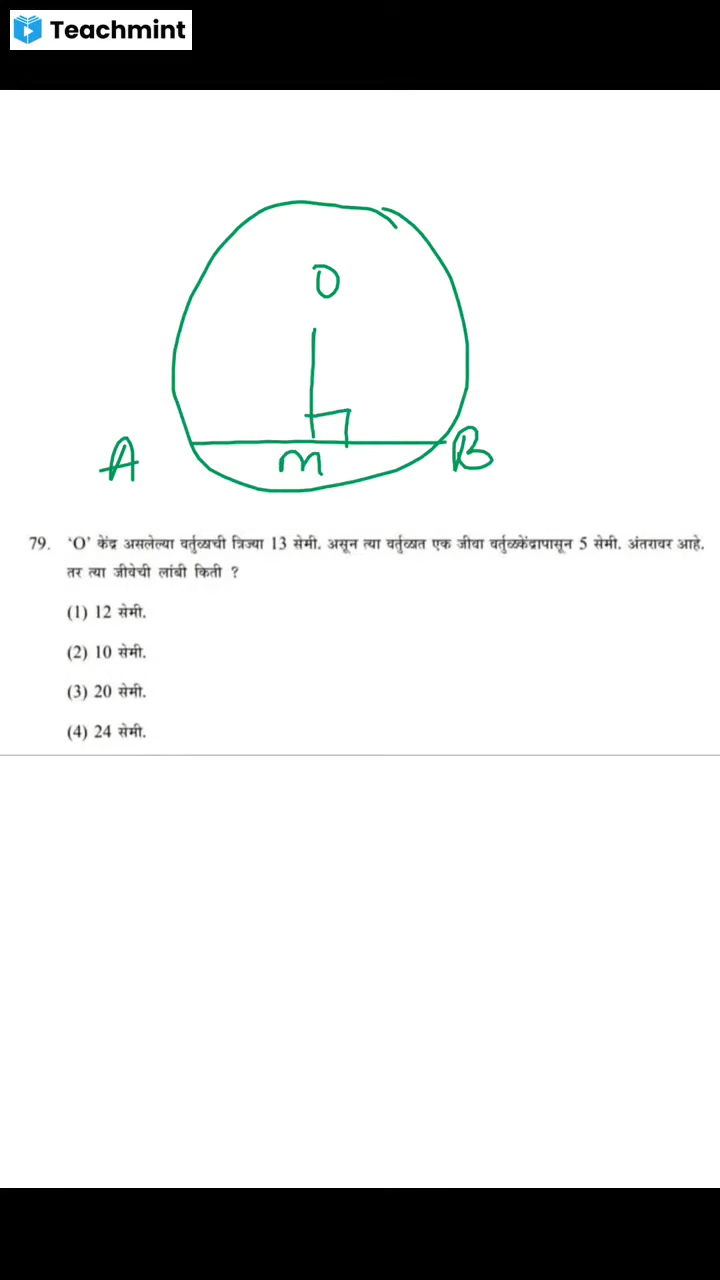 Teachmint
O
A
M
B
79. 'O' केंद्र असलेल्या वर्तुळाची त्रिज्या 13 सेमी. असून त्या वर्तुळात एक जीवा वर्तुळकेंद्रापासून 5 सेमी. अंतरावर आहे.
तर त्या जीवेची लांबी किती ?
(1) 12 सेमी.
(2) 10 सेमी.
(3) 20 सेमी.
(4) 24 सेमी.